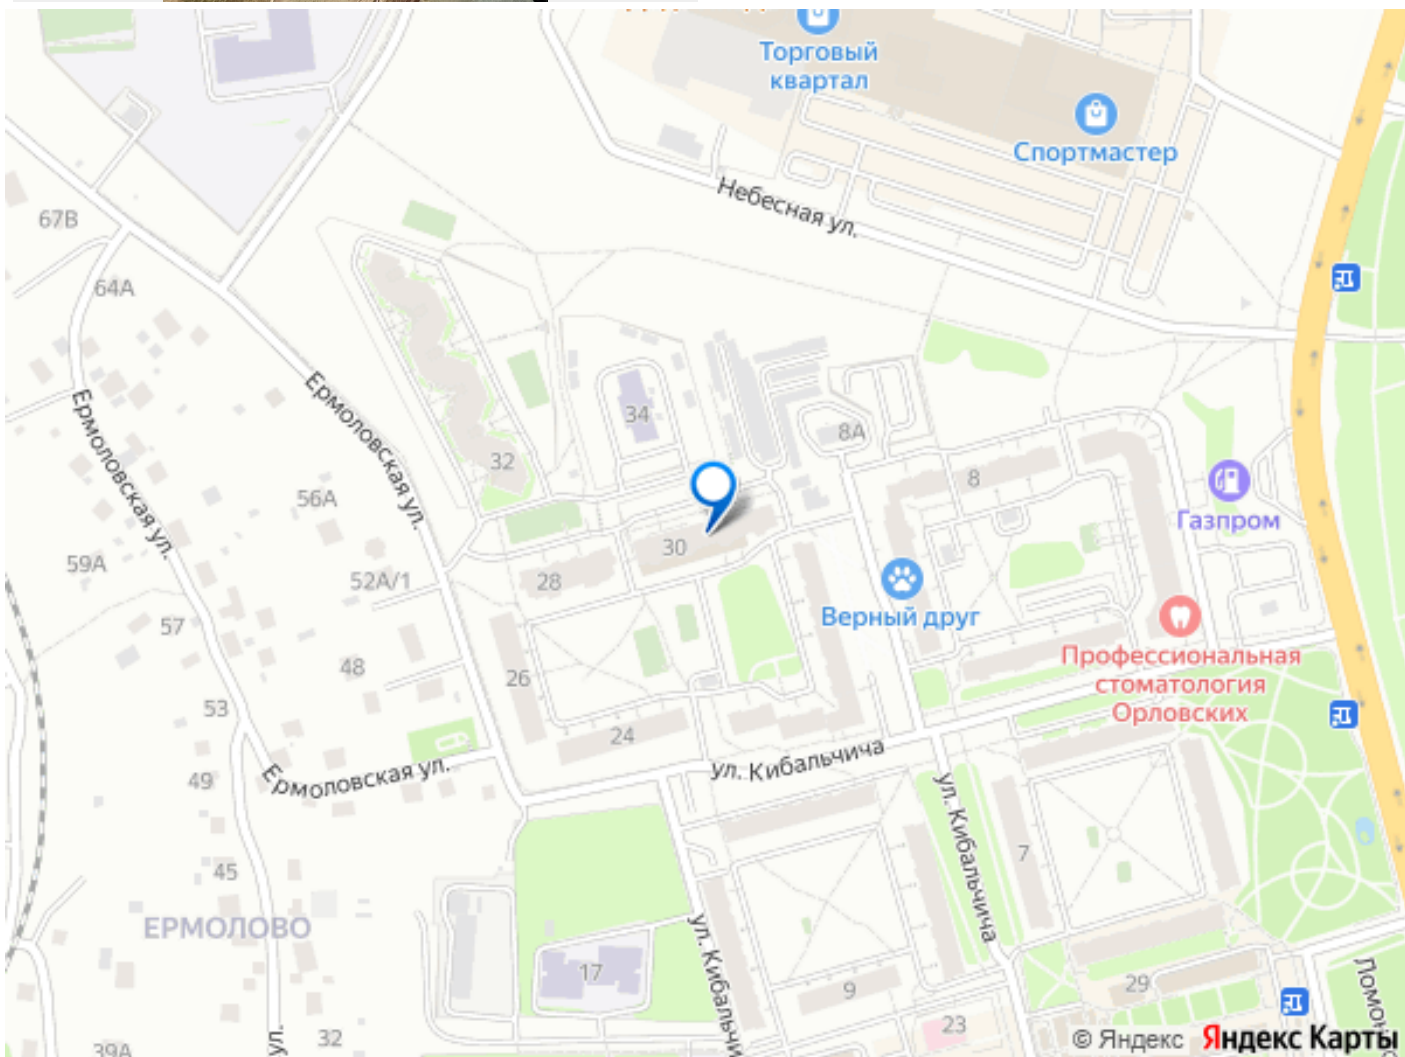 Торговый
квартал
Спортмастер
Небесная ул.
67В
64А
Ермоловская ул.
Ермоловская ул.
34
8А
32
8
56А
Газпром
30
59А
52А/1
28
Верный друг
57
Профессиональная
стоматология
Орловских
48
26
53
24
ул. Кибальчича
Ермоловская ул.
49
ул. Кибальчича
7
45
ЕРМОЛОВО
ул. Кибальчи
17
29
9
23
ул.
32
39А
Ломон
© Яндекс Яндекс Карты